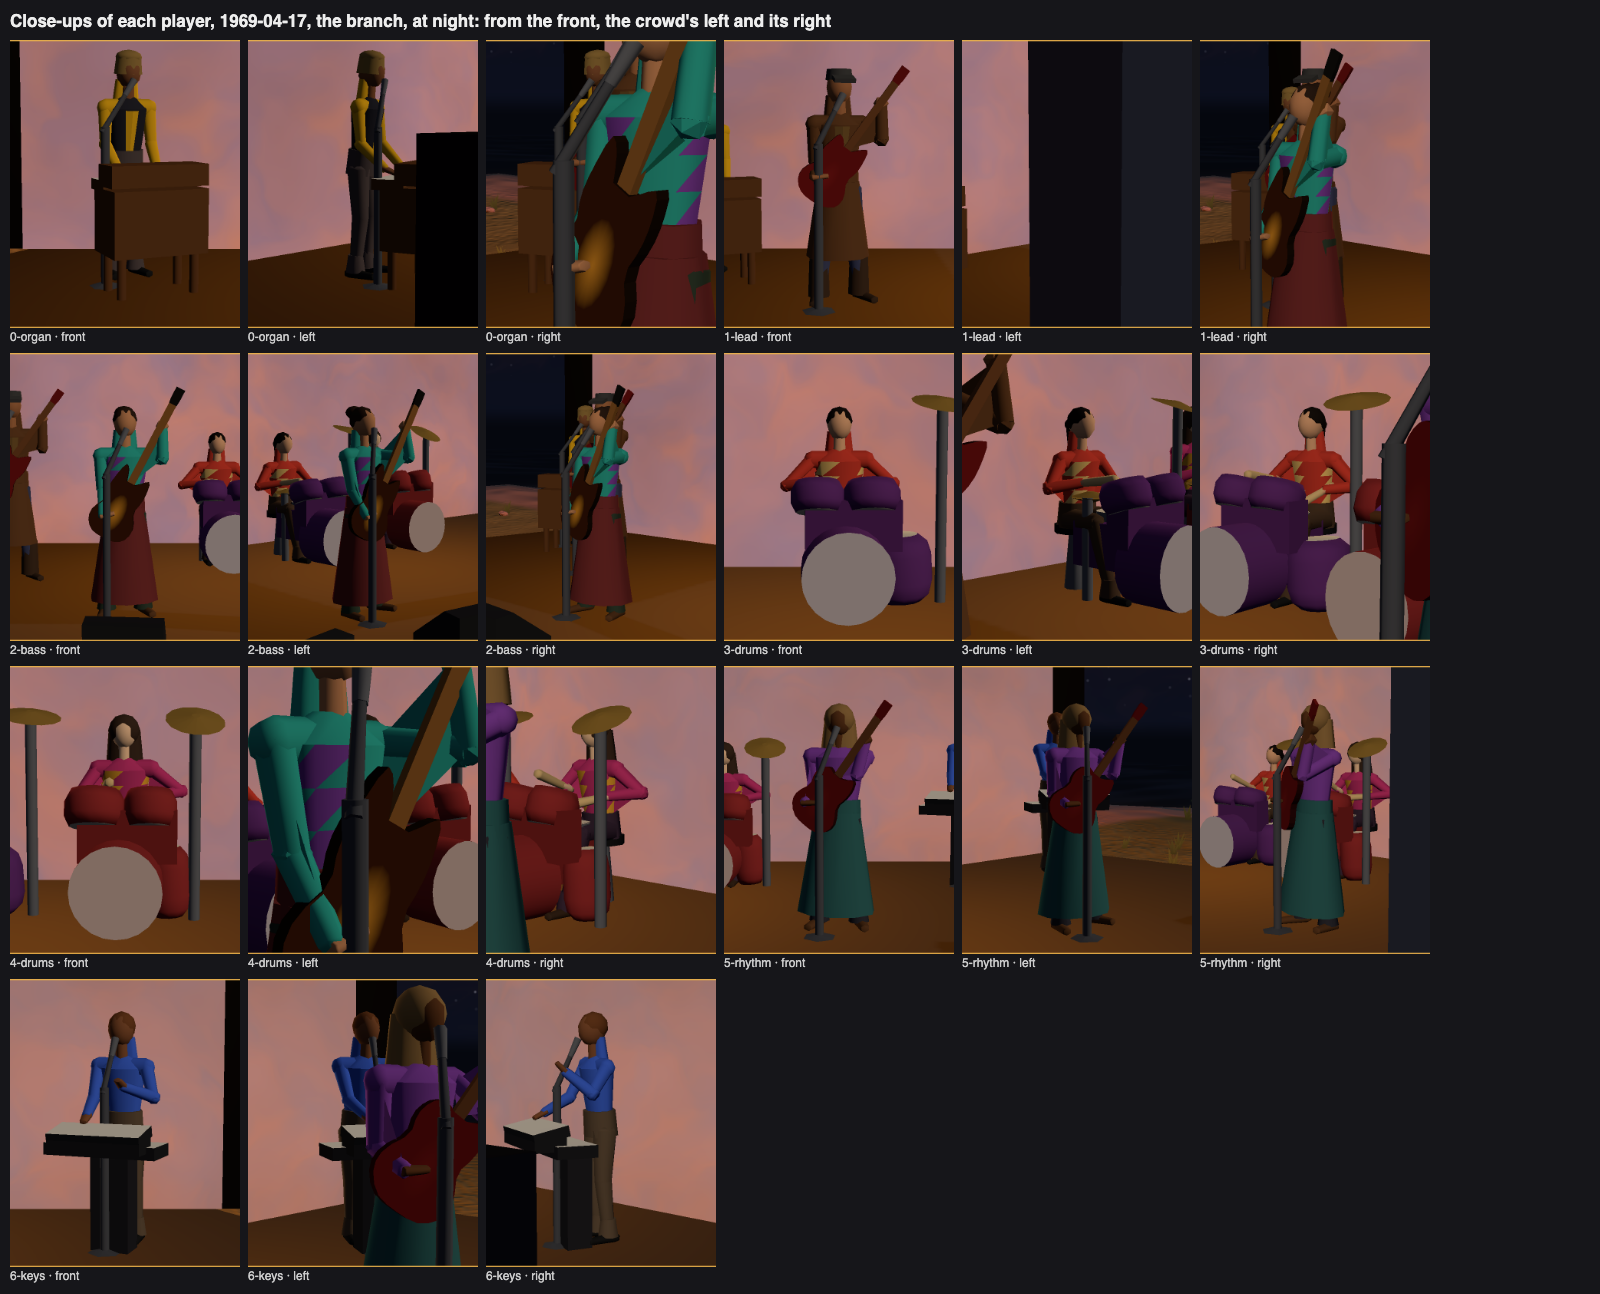 Close-ups of each player, 1969-04-17, the branch, at night: from the front, the crowd's left and its right
0-organ · front
0-organ · left
0-organ · right
1-lead · front
1-lead · left
1-lead · right
2-bass · front
2-bass · left
2-bass · right
3-drums · front
3-drums · left
3-drums · right
4-drums · front
4-drums · left
4-drums · right
5-rhythm · front
5-rhythm · left
5-rhythm · right
6-keys · front
6-keys · left
6-keys · right